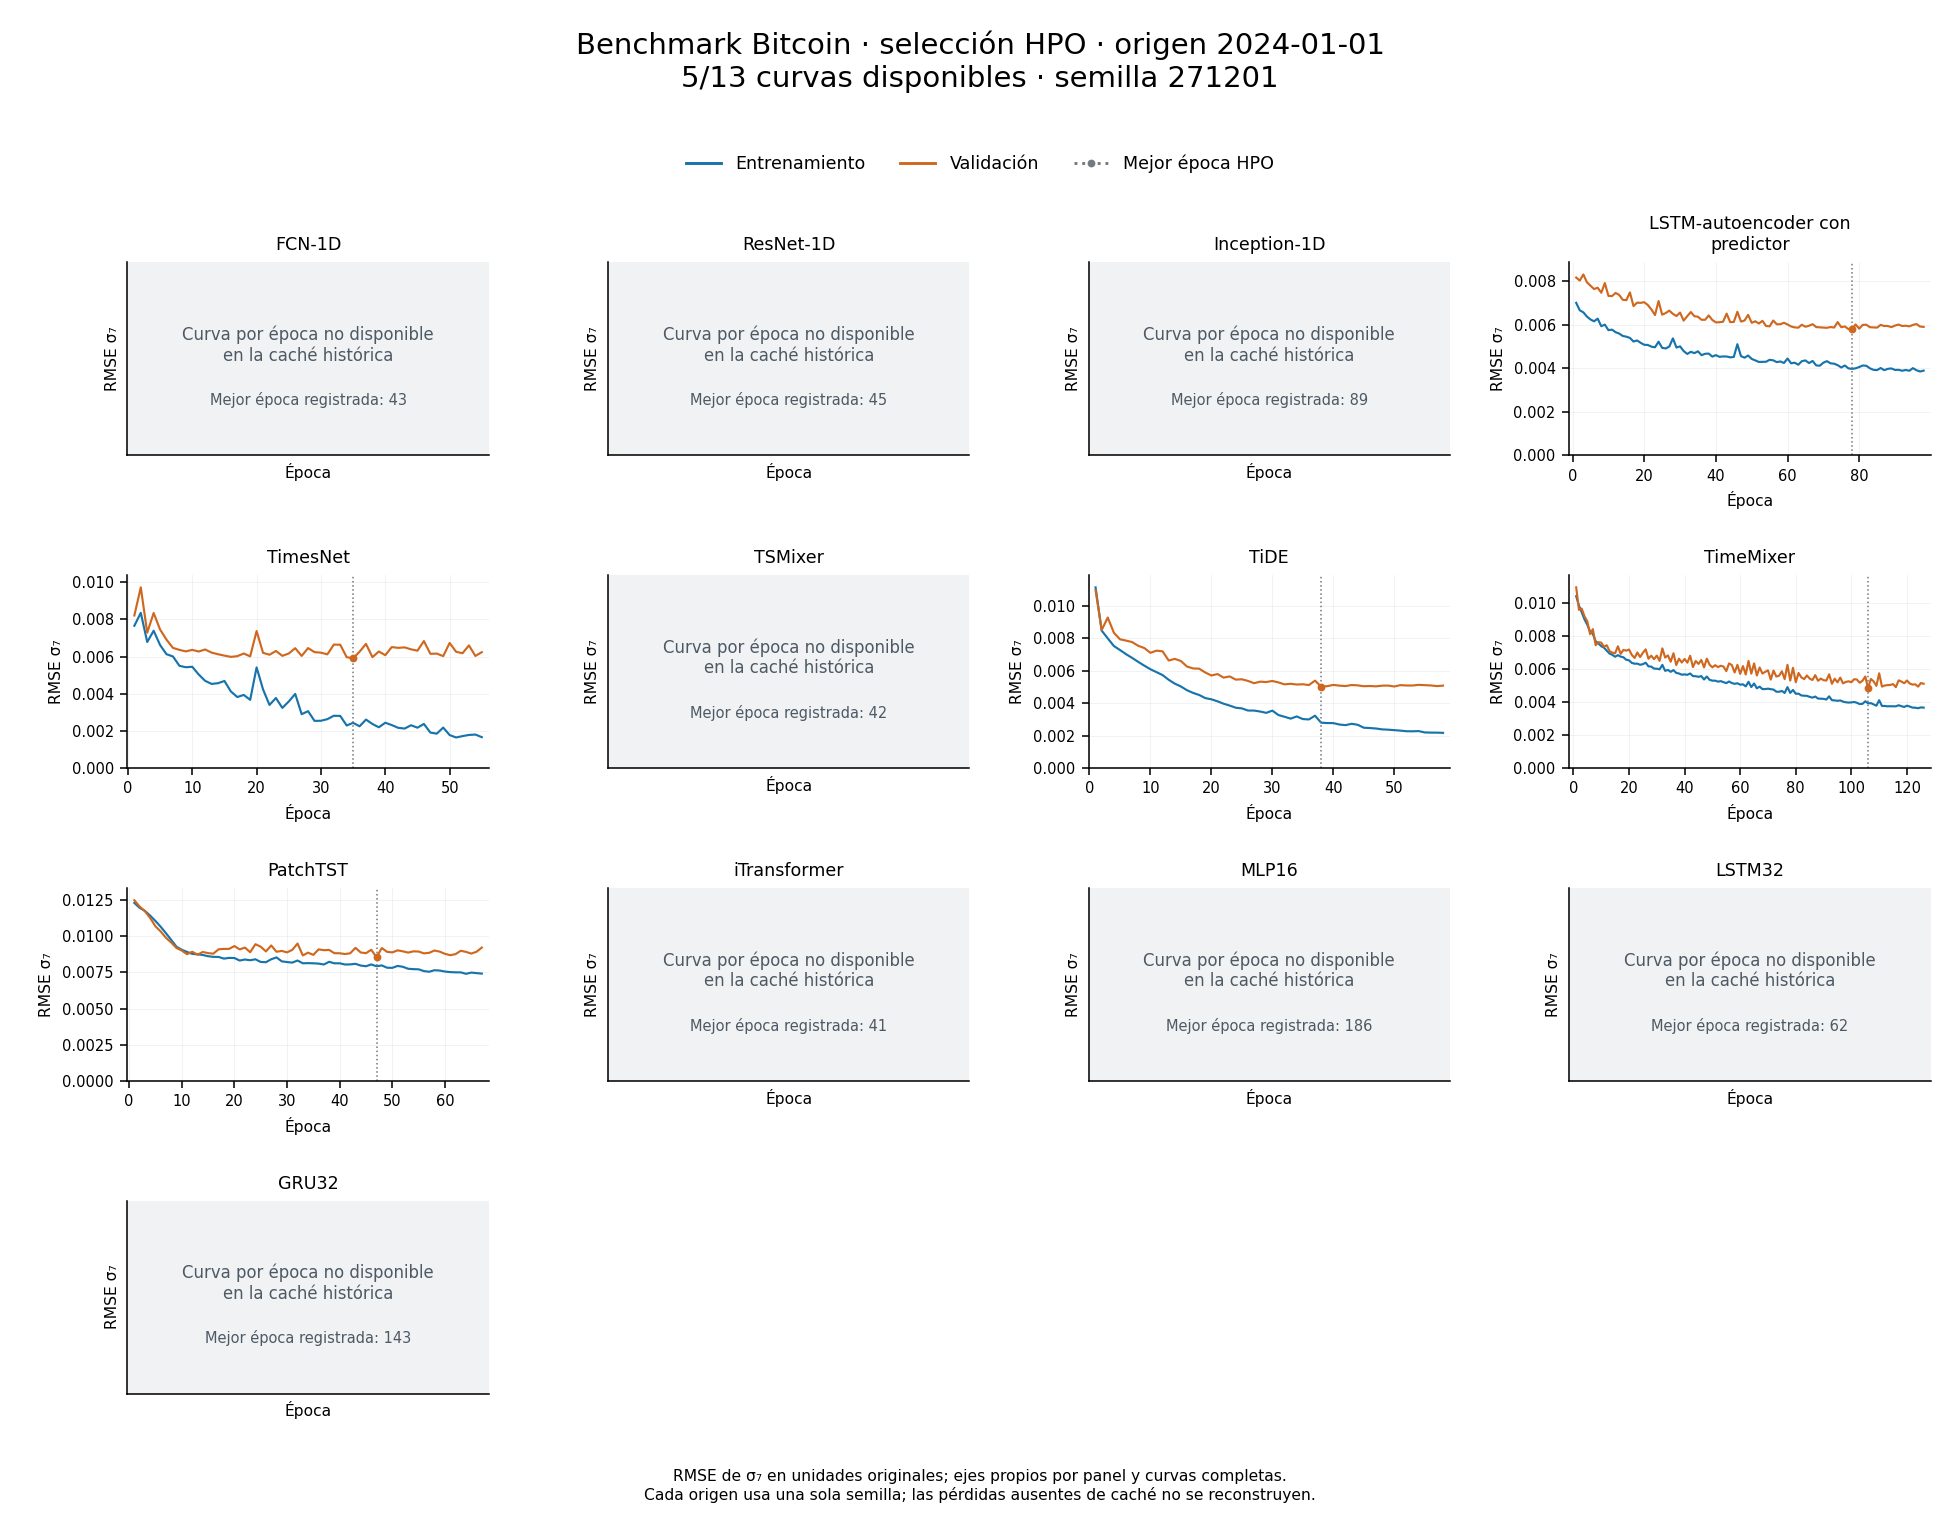 Benchmark Bitcoin · selección HPO · origen 2024-01-01
5/13 curvas disponibles · semilla 271201
Entrenamiento
Validación
Mejor época HPO
FCN-1D
RMSE σ₇
Curva por época no disponible
en la caché histórica
Mejor época registrada: 43
Época
ResNet-1D
RMSE σ₇
Curva por época no disponible
en la caché histórica
Mejor época registrada: 45
Época
Inception-1D
RMSE σ₇
Curva por época no disponible
en la caché histórica
Mejor época registrada: 89
Época
LSTM-autoencoder con
predictor
RMSE σ₇
0.008
0.006
0.004
0.002
0.000
0 20 40 60 80
Época
TimesNet
RMSE σ₇
0.010
0.008
0.006
0.004
0.002
0.000
0 10 20 30 40 50
Época
TSMixer
RMSE σ₇
Curva por época no disponible
en la caché histórica
Mejor época registrada: 42
Época
TiDE
RMSE σ₇
0.010
0.008
0.006
0.004
0.002
0.000
0 10 20 30 40 50
Época
TimeMixer
RMSE σ₇
0.010
0.008
0.006
0.004
0.002
0.000
0 20 40 60 80 100 120
Época
PatchTST
RMSE σ₇
0.0125
0.0100
0.0075
0.0050
0.0025
0.0000
0 10 20 30 40 50 60
Época
iTransformer
RMSE σ₇
Curva por época no disponible
en la caché histórica
Mejor época registrada: 41
Época
MLP16
RMSE σ₇
Curva por época no disponible
en la caché histórica
Mejor época registrada: 186
Época
LSTM32
RMSE σ₇
Curva por época no disponible
en la caché histórica
Mejor época registrada: 62
Época
GRU32
RMSE σ₇
Curva por época no disponible
en la caché histórica
Mejor época registrada: 143
Época
RMSE de σ₇ en unidades originales; ejes propios por panel y curvas completas.
Cada origen usa una sola semilla; las pérdidas ausentes de caché no se reconstruyen.